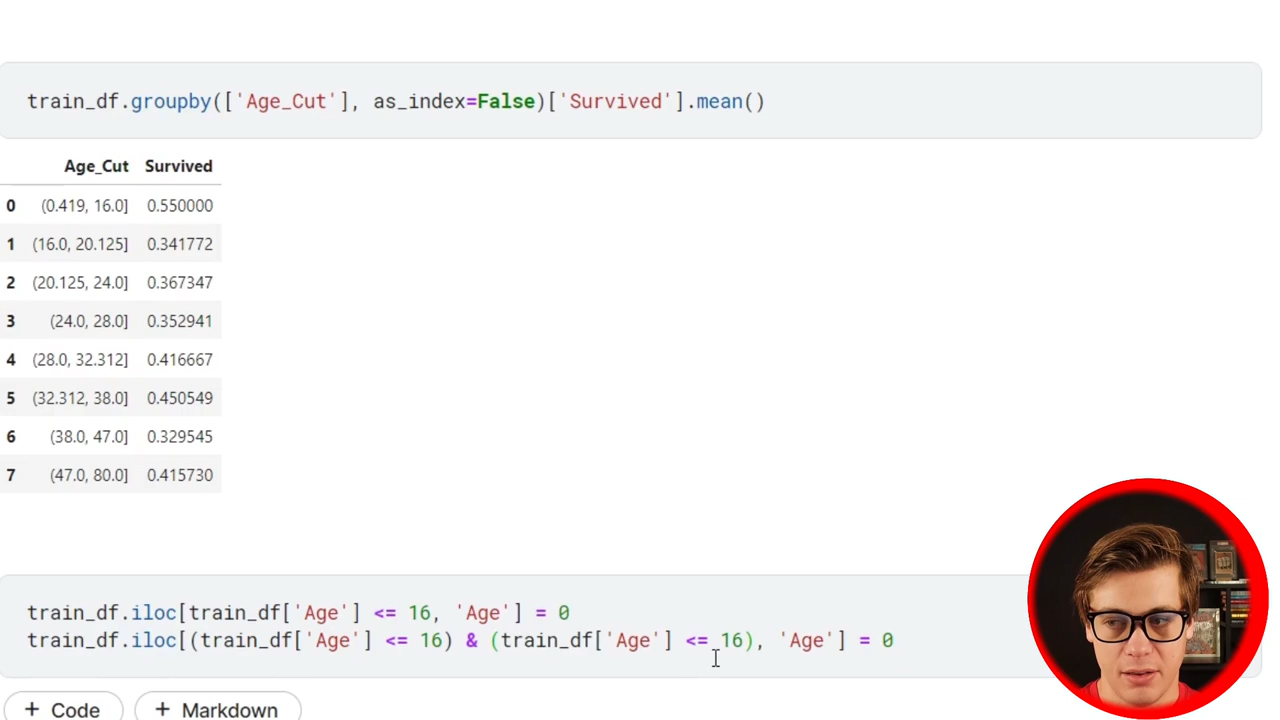 train_df.groupby(['Age_Cut'], as_index=False)['Survived'].mean()
Age_Cut Survived
0 (0.419, 16.0] 0.550000
1 (16.0, 20.125] 0.341772
2 (20.125, 24.0] 0.367347
3 (24.0, 28.0] 0.352941
4 (28.0, 32.312] 0.416667
5 (32.312, 38.0] 0.450549
6 (38.0, 47.0] 0.329545
7 (47.0, 80.0] 0.415730
train_df.iloc[train_df['Age'] <= 16, 'Age'] = 0
train_df.iloc[(train_df['Age'] <= 16) & (train_df['Age'] <= 16), 'Age'] = 0
+ Code + Markdown